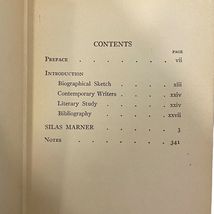 CONTENTS
PAGE
PREFACE . . . . . . vii
INTRODUCTION
Biographical Sketch . . . . xiii
Contemporary Writers . . . . xxiv
Literary Study . . . . . xxiv
Bibliography . . . . . xxvii
SILAS MARNER . . . . . 3
NOTES . . . . . . 341